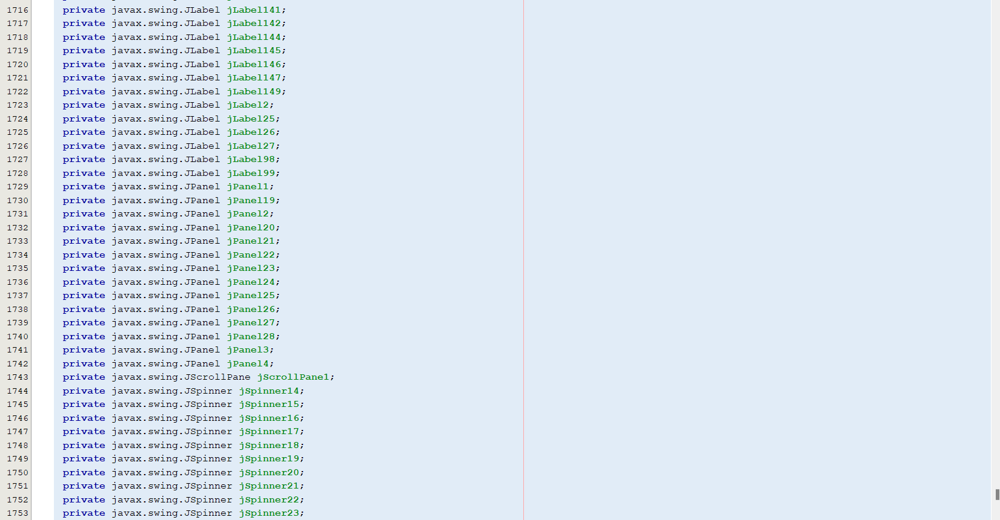 1716 private javax.swing.JLabel jLabel141;
1717 private javax.swing.JLabel jLabel142;
1718 private javax.swing.JLabel jLabel144;
1719 private javax.swing.JLabel jLabel145;
1720 private javax.swing.JLabel jLabel146;
1721 private javax.swing.JLabel jLabel147;
1722 private javax.swing.JLabel jLabel149;
1723 private javax.swing.JLabel jLabel2;
1724 private javax.swing.JLabel jLabel25;
1725 private javax.swing.JLabel jLabel26;
1726 private javax.swing.JLabel jLabel27;
1727 private javax.swing.JLabel jLabel98;
1728 private javax.swing.JLabel jLabel99;
1729 private javax.swing.JPanel jPanel1;
1730 private javax.swing.JPanel jPanel19;
1731 private javax.swing.JPanel jPanel2;
1732 private javax.swing.JPanel jPanel20;
1733 private javax.swing.JPanel jPanel21;
1734 private javax.swing.JPanel jPanel22;
1735 private javax.swing.JPanel jPanel23;
1736 private javax.swing.JPanel jPanel24;
1737 private javax.swing.JPanel jPanel25;
1738 private javax.swing.JPanel jPanel26;
1739 private javax.swing.JPanel jPanel27;
1740 private javax.swing.JPanel jPanel28;
1741 private javax.swing.JPanel jPanel3;
1742 private javax.swing.JPanel jPanel4;
1743 private javax.swing.JScrollPane jScrollPane1;
1744 private javax.swing.JSpinner jSpinner14;
1745 private javax.swing.JSpinner jSpinner15;
1746 private javax.swing.JSpinner jSpinner16;
1747 private javax.swing.JSpinner jSpinner17;
1748 private javax.swing.JSpinner jSpinner18;
1749 private javax.swing.JSpinner jSpinner19;
1750 private javax.swing.JSpinner jSpinner20;
1751 private javax.swing.JSpinner jSpinner21;
1752 private javax.swing.JSpinner jSpinner22;
1753 private javax.swing.JSpinner jSpinner23;